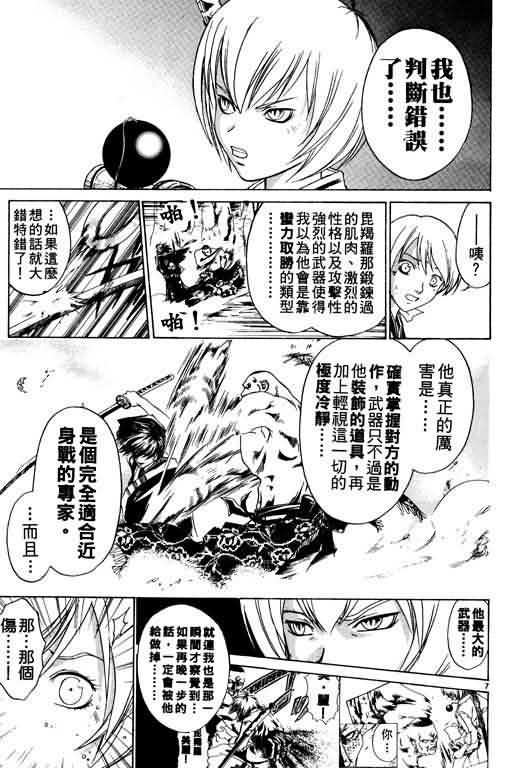 我也……
判斷錯誤
了……
——咦？
毘羯羅那鍛鍊過
的肌肉、激烈的
性格以及攻擊性
強烈的武器使得
我以為他會是靠
蠻力取勝的類型
啪！
啪！
…如果這麼
想的話就大
錯特錯了！
他真正的厲
害是……
確實掌握對方的動
作，武器只不過是
他裝飾的道具，再
加上輕視這一切的
極度冷靜……
是個完全適合近
身戰的專家。
…而且…
他最大的
武器……
你
就連我也是那一
瞬間才察覺到…
如果再晚一步的
話，一定會被他
給做掉……
那…那個
傷…！